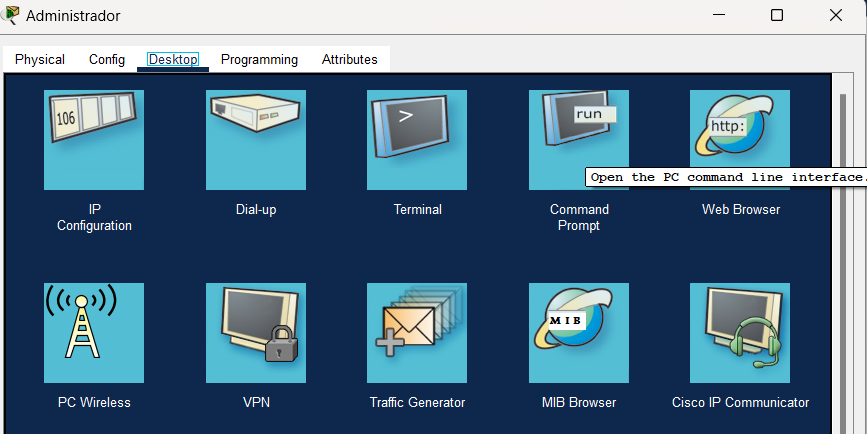 Administrador
Physical Config Desktop Programming Attributes
106
>
run
http:
Open the PC command line interface.
IP
Configuration
Dial-up
Terminal
Command
Prompt
Web Browser
MIB
PC Wireless
VPN
Traffic Generator
MIB Browser
Cisco IP Communicator